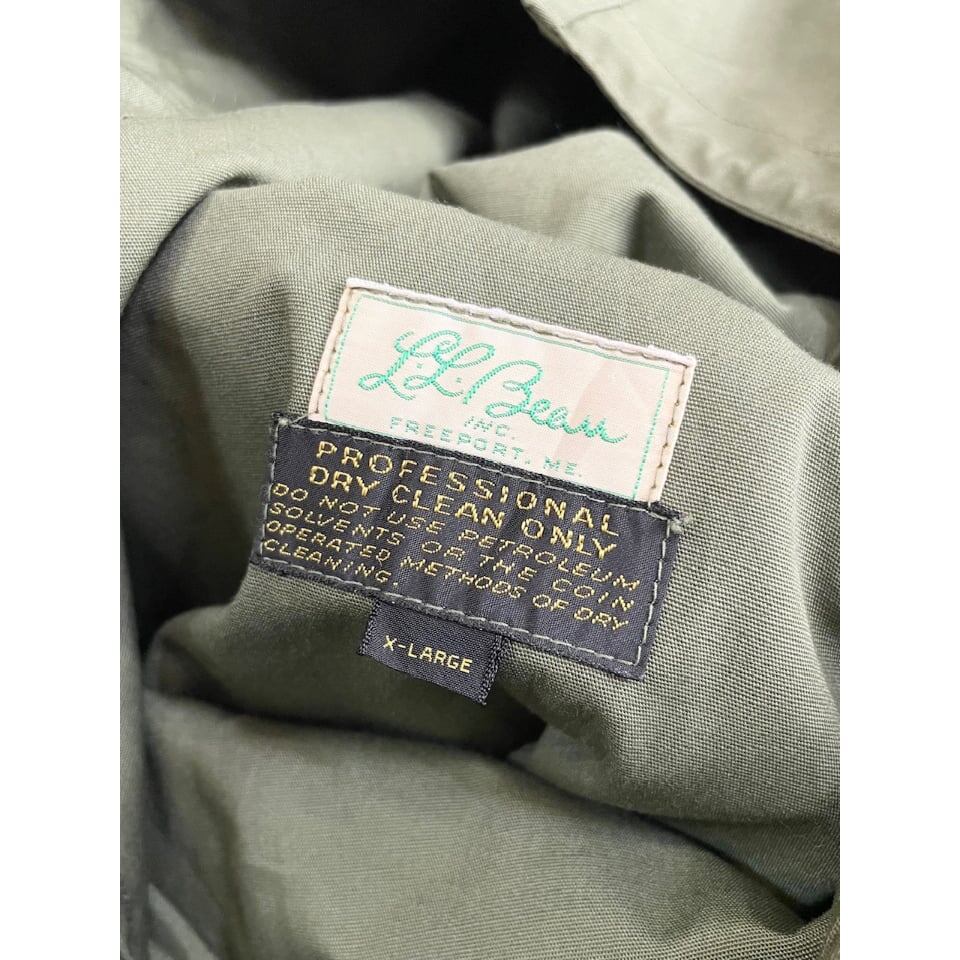 L.L.Bean
INC.
FREEPORT, ME.
PROFESSIONAL
DRY CLEAN ONLY
DO NOT USE PETROLEUM
SOLVENTS OR THE COIN
OPERATED METHODS OF DRY
CLEANING.
X-LARGE